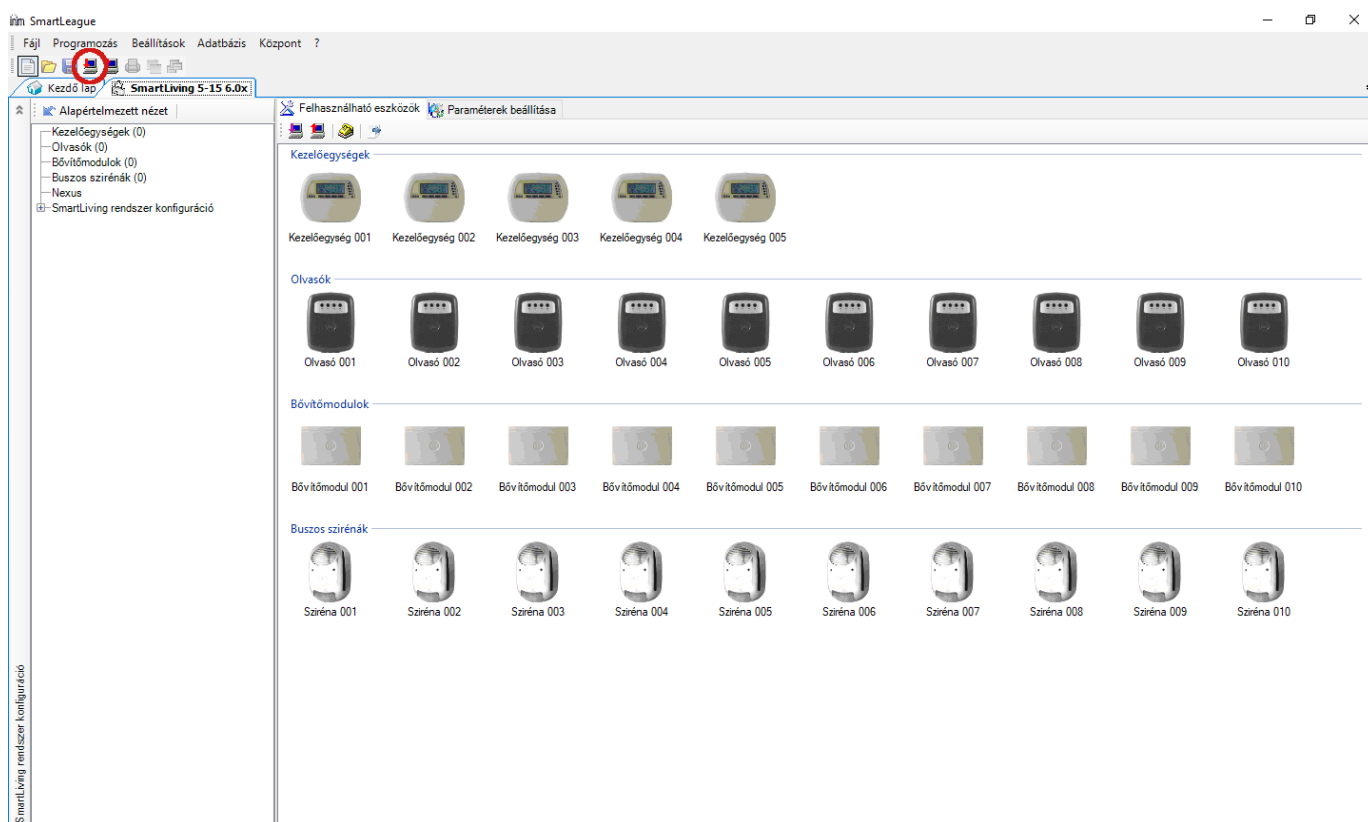 inim SmartLeague
Fájl Programozás Beállítások Adatbázis Központ ?
Kezdő lap SmartLiving 5-15 6.0x
Alapértelmezett nézet
Kezelőegységek (0)
Olvasók (0)
Bővítőmodulok (0)
Buszos szirénák (0)
Nexus
SmartLiving rendszer konfiguráció
SmartLiving rendszer konfiguráció
Felhasználható eszközök Paraméterek beállítása
Kezelőegységek
Kezelőegység 001 Kezelőegység 002 Kezelőegység 003 Kezelőegység 004 Kezelőegység 005
Olvasók
Olvasó 001 Olvasó 002 Olvasó 003 Olvasó 004 Olvasó 005 Olvasó 006 Olvasó 007 Olvasó 008 Olvasó 009 Olvasó 010
Bővítőmodulok
Bővítőmodul 001 Bővítőmodul 002 Bővítőmodul 003 Bővítőmodul 004 Bővítőmodul 005 Bővítőmodul 006 Bővítőmodul 007 Bővítőmodul 008 Bővítőmodul 009 Bővítőmodul 010
Buszos szirénák
Sziréna 001 Sziréna 002 Sziréna 003 Sziréna 004 Sziréna 005 Sziréna 006 Sziréna 007 Sziréna 008 Sziréna 009 Sziréna 010